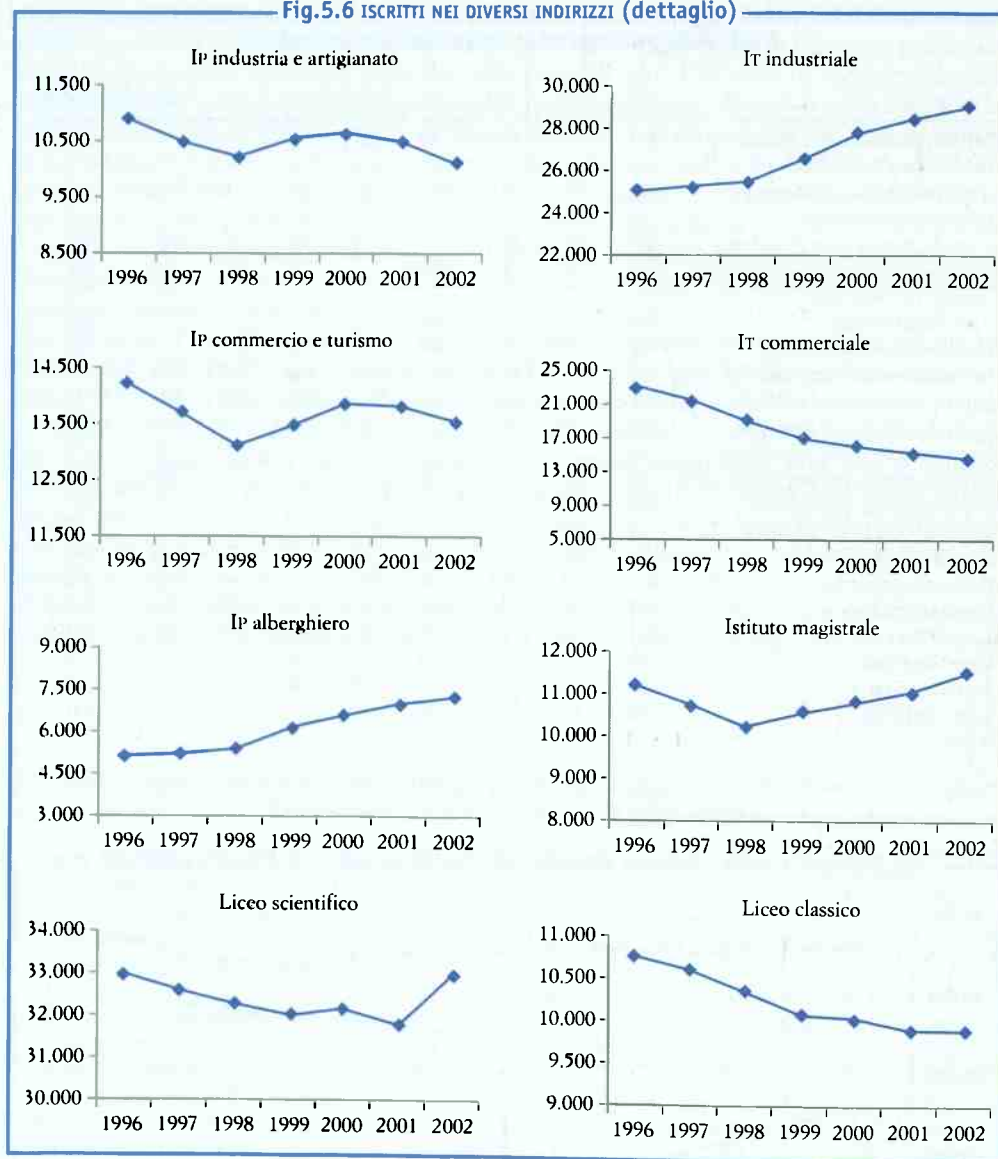 Fig.5.6 ISCRITTI NEI DIVERSI INDIRIZZI (dettaglio)
IP industria e artigianato
11.500
10.500
9.500
8.500
1996 1997 1998 1999 2000 2001 2002
IT industriale
30.000
28.000
26.000
24.000
22.000
1996 1997 1998 1999 2000 2001 2002
IP commercio e turismo
14.500
13.500
12.500
11.500
1996 1997 1998 1999 2000 2001 2002
IT commerciale
25.000
21.000
17.000
13.000
9.000
5.000
1996 1997 1998 1999 2000 2001 2002
IP alberghiero
9.000
7.500
6.000
4.500
3.000
1996 1997 1998 1999 2000 2001 2002
Istituto magistrale
12.000
11.000
10.000
9.000
8.000
1996 1997 1998 1999 2000 2001 2002
Liceo scientifico
34.000
33.000
32.000
31.000
30.000
1996 1997 1998 1999 2000 2001 2002
Liceo classico
11.000
10.500
10.000
9.500
9.000
1996 1997 1998 1999 2000 2001 2002